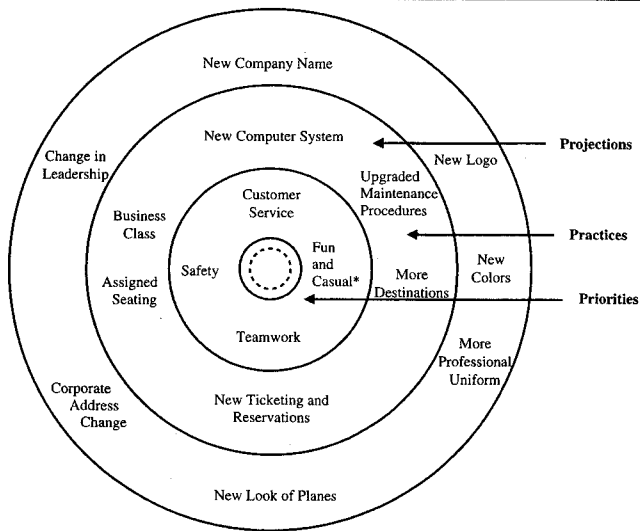 New Company Name
New Computer System
Projections
Change in
Leadership
New Logo
Upgraded
Maintenance
Procedures
Customer
Service
Business
Class
Practices
Fun
and
Casual*
Safety
New
Colors
Assigned
Seating
More
Destinations
Priorities
Teamwork
More
Professional
Uniform
Corporate
Address
Change
New Ticketing and
Reservations
New Look of Planes